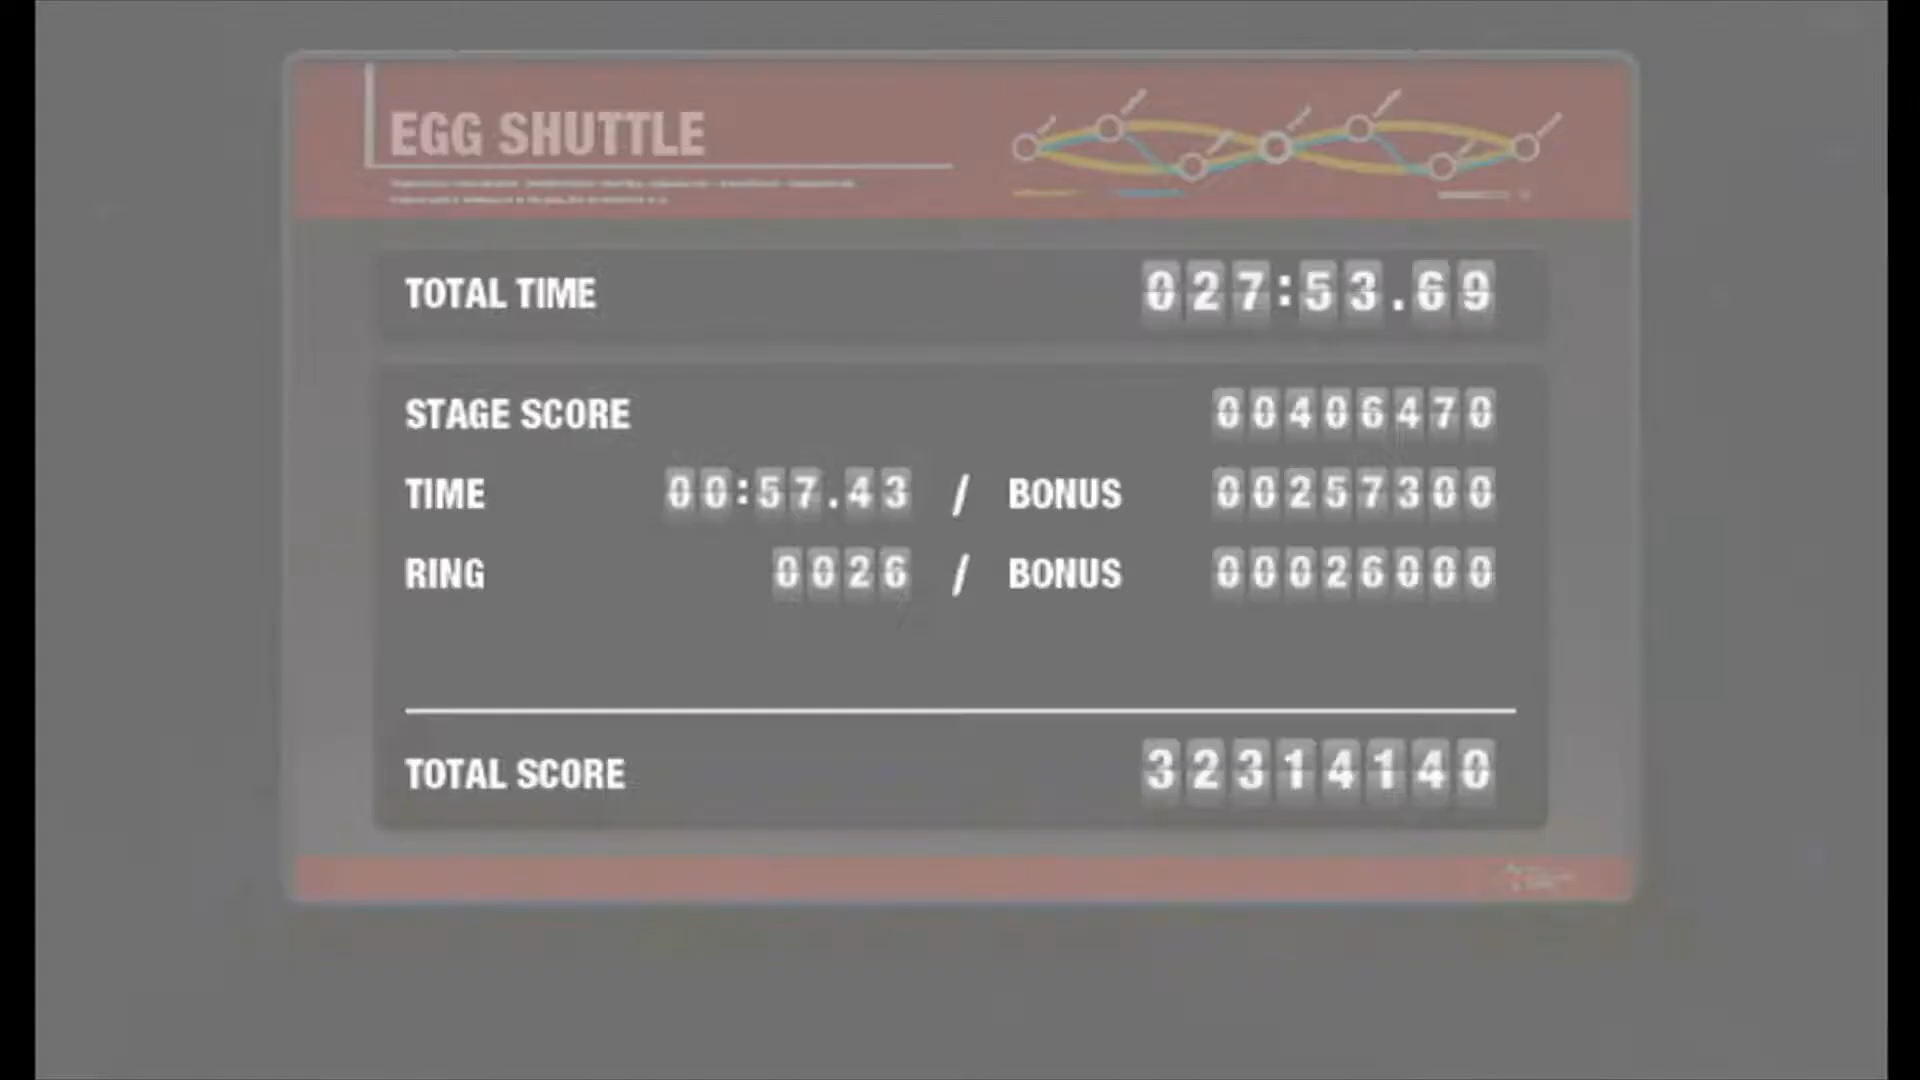 EGG SHUTTLE
TOTAL TIME 027:53.69
STAGE SCORE 00406470
TIME 00:57.43 / BONUS 00257300
RING 0026 / BONUS 00026000
TOTAL SCORE 32314140